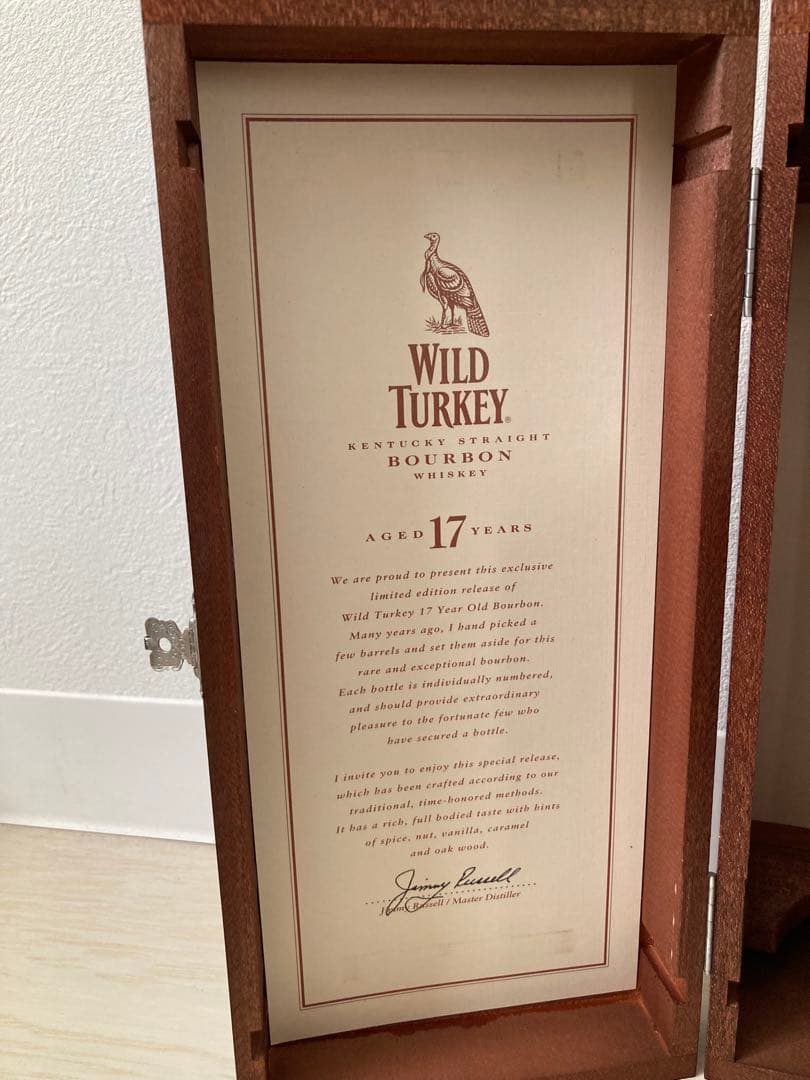 WILD
TURKEY®
KENTUCKY STRAIGHT
BOURBON
WHISKEY
AGED 17 YEARS
We are proud to present this exclusive
limited edition release of
Wild Turkey 17 Year Old Bourbon.
Many years ago, I hand picked a
few barrels and set them aside for this
rare and exceptional bourbon.
Each bottle is individually numbered,
and should provide extraordinary
pleasure to the fortunate few who
have secured a bottle.
I invite you to enjoy this special release,
which has been crafted according to our
traditional, time-honored methods.
It has a rich, full bodied taste with hints
of spice, nut, vanilla, caramel
and oak wood.
Jimmy Russell
Jimmy Russell / Master Distiller